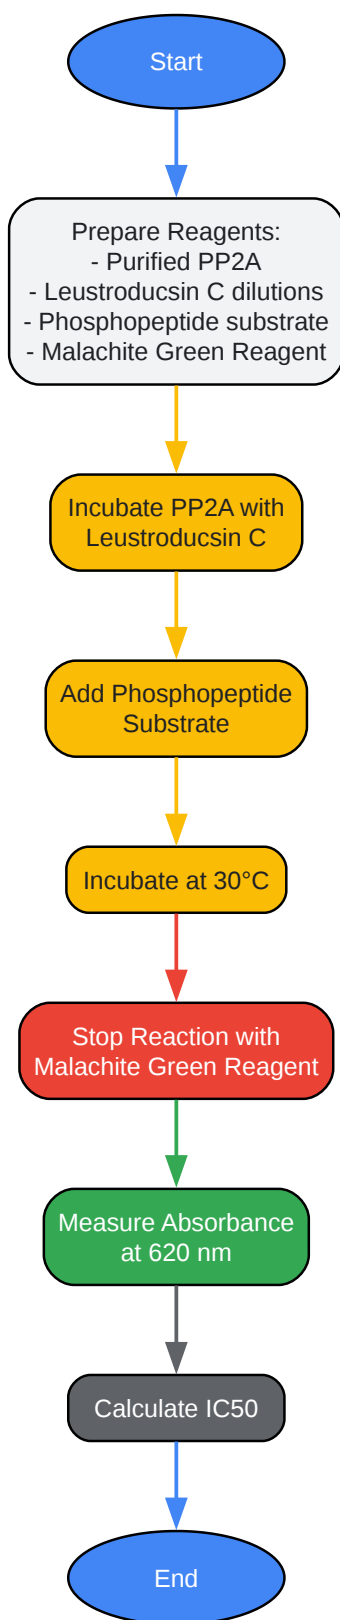 Start
Prepare Reagents:
- Purified PP2A
- Leustroducsin C dilutions
- Phosphopeptide substrate
- Malachite Green Reagent
Incubate PP2A with
Leustroducsin C
Add Phosphopeptide
Substrate
Incubate at 30°C
Stop Reaction with
Malachite Green Reagent
Measure Absorbance
at 620 nm
Calculate IC50
End